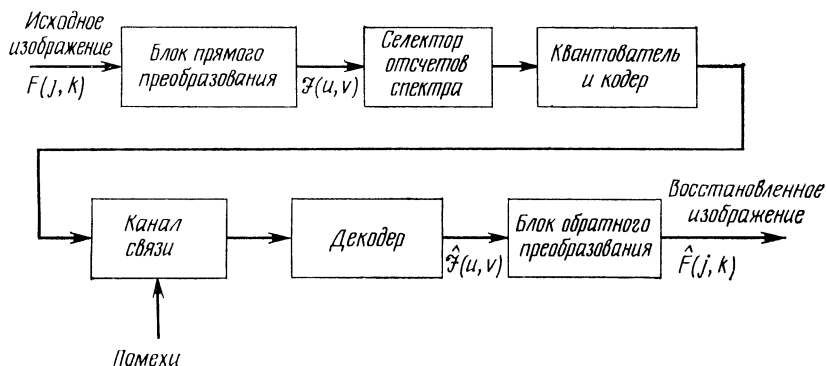 Исходное
изображение
F(j, k)
Блок прямого
преобразования
ℱ(u, v)
Селектор
отсчетов
спектра
Квантователь
и кодер
Канал
связи
Помехи
Декодер
ℱ̂(u, v)
Блок обратного
преобразования
Восстановленное
изображение
F̂(j, k)